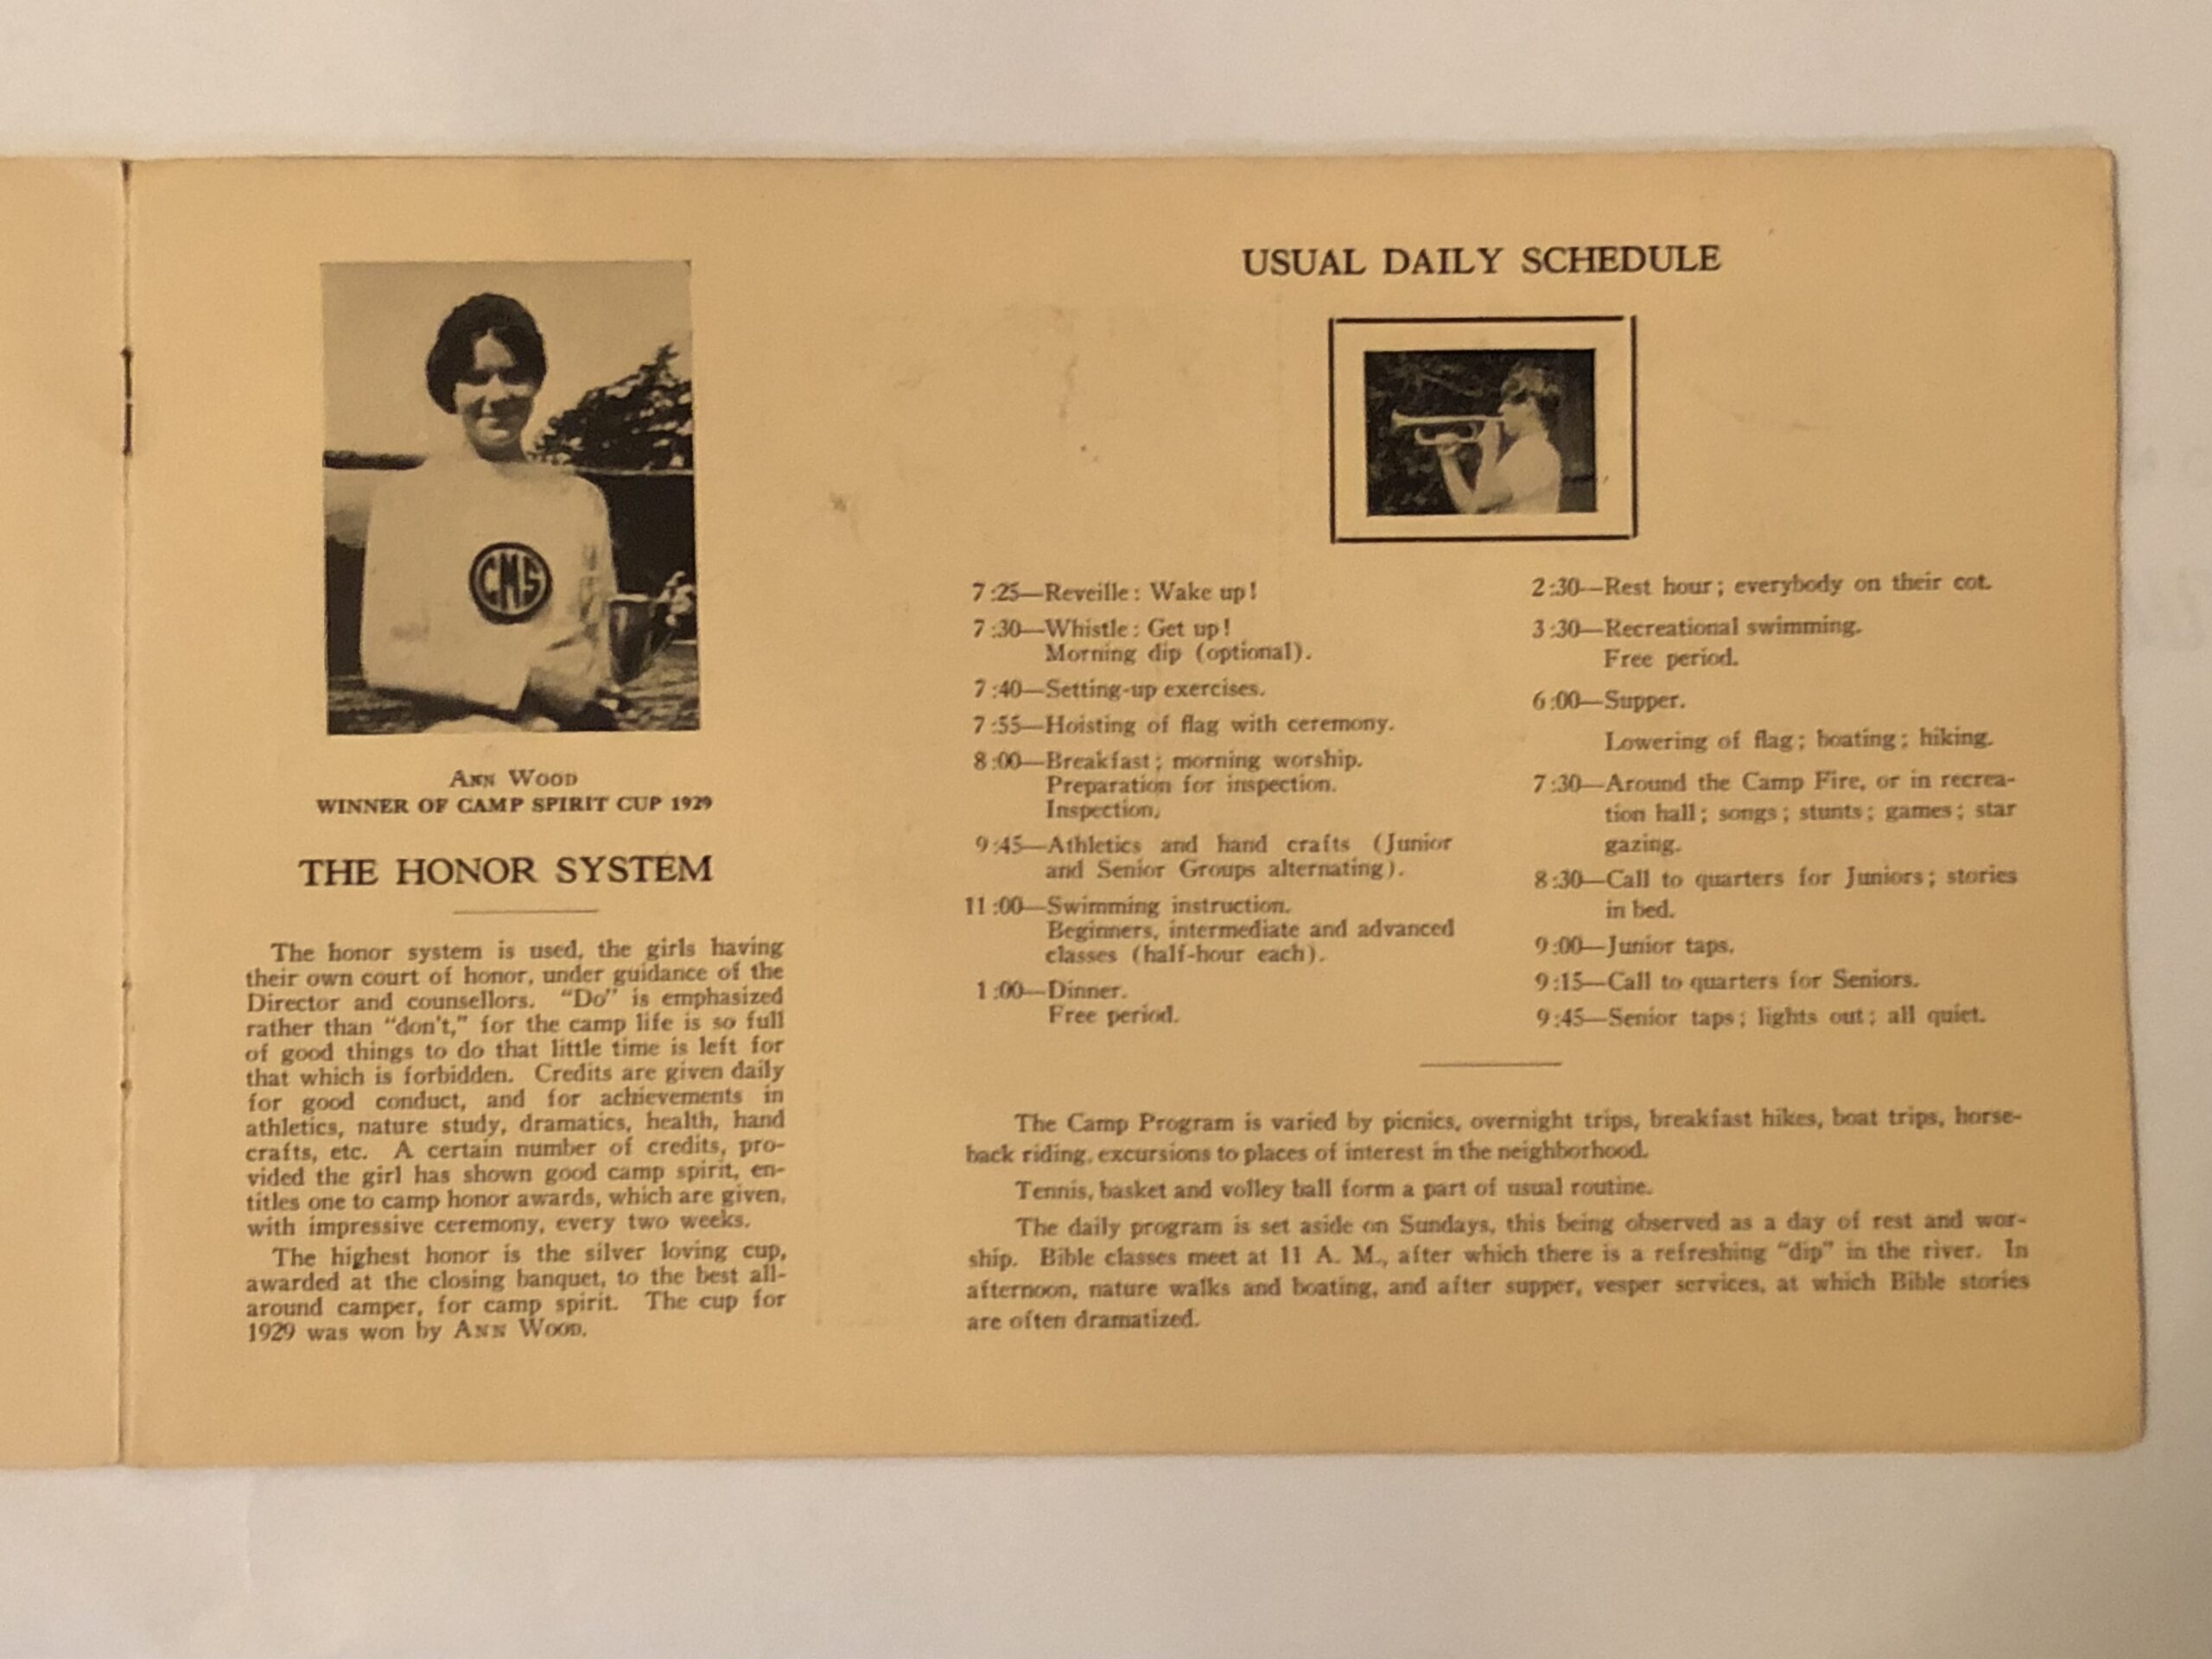 CMS
ANN WOOD
WINNER OF CAMP SPIRIT CUP 1929
THE HONOR SYSTEM
The honor system is used, the girls having
their own court of honor, under guidance of the
Director and counsellors. "Do" is emphasized
rather than "don't," for the camp life is so full
of good things to do that little time is left for
that which is forbidden. Credits are given daily
for good conduct, and for achievements in
athletics, nature study, dramatics, health, hand
crafts, etc. A certain number of credits, pro-
vided the girl has shown good camp spirit, en-
titles one to camp honor awards, which are given,
with impressive ceremony, every two weeks.
The highest honor is the silver loving cup,
awarded at the closing banquet, to the best all-
around camper, for camp spirit. The cup for
1929 was won by ANN WOOD.
USUAL DAILY SCHEDULE
7:25—Reveille: Wake up!
7:30—Whistle: Get up!
Morning dip (optional).
7:40—Setting-up exercises.
7:55—Hoisting of flag with ceremony.
8:00—Breakfast; morning worship.
Preparation for inspection.
Inspection.
9:45—Athletics and hand crafts (Junior
and Senior Groups alternating).
11:00—Swimming instruction.
Beginners, intermediate and advanced
classes (half-hour each).
1:00—Dinner.
Free period.
2:30—Rest hour; everybody on their cot.
3:30—Recreational swimming.
Free period.
6:00—Supper.
Lowering of flag; boating; hiking.
7:30—Around the Camp Fire, or in recrea-
tion hall; songs; stunts; games; star
gazing.
8:30—Call to quarters for Juniors; stories
in bed.
9:00—Junior taps.
9:15—Call to quarters for Seniors.
9:45—Senior taps; lights out; all quiet.
The Camp Program is varied by picnics, overnight trips, breakfast hikes, boat trips, horse-
back riding, excursions to places of interest in the neighborhood.
Tennis, basket and volley ball form a part of usual routine.
The daily program is set aside on Sundays, this being observed as a day of rest and wor-
ship. Bible classes meet at 11 A. M., after which there is a refreshing "dip" in the river. In
afternoon, nature walks and boating, and after supper, vesper services, at which Bible stories
are often dramatized.